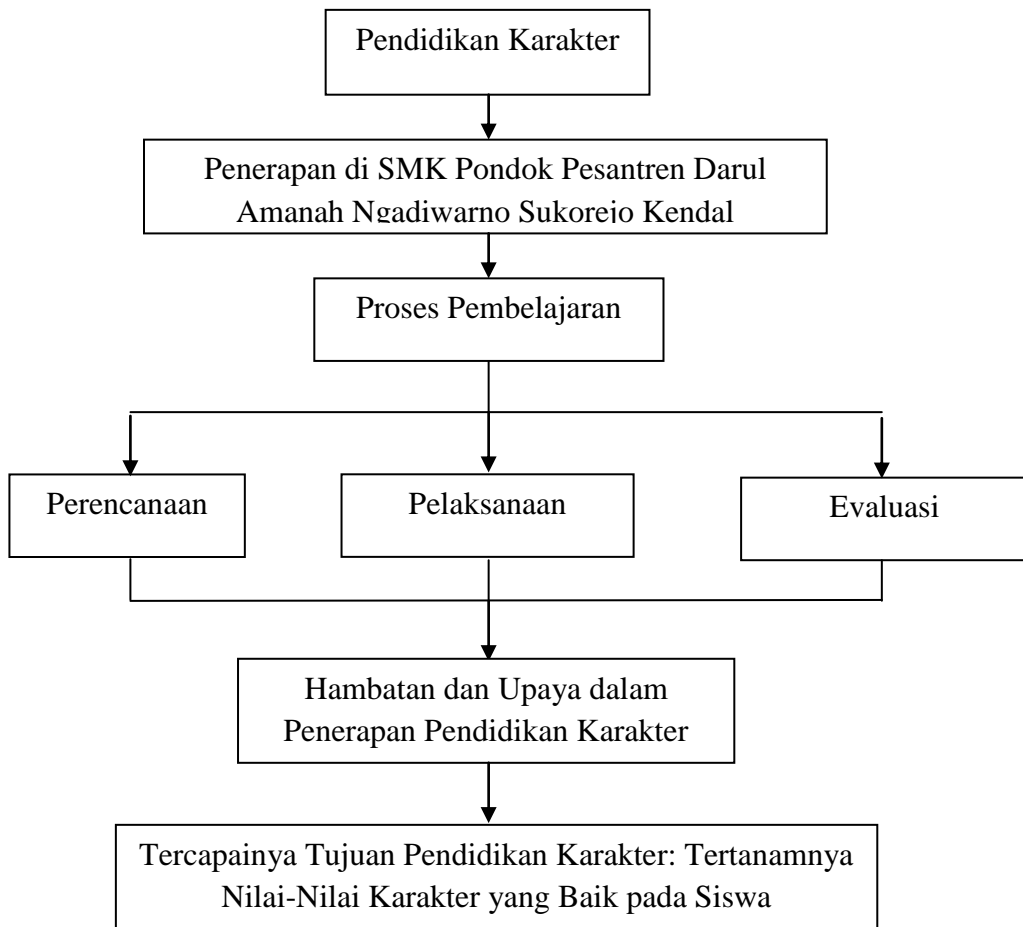 Pendidikan Karakter
Penerapan di SMK Pondok Pesantren Darul
Amanah Ngadiwarno Sukorejo Kendal
Proses Pembelajaran
Perencanaan
Pelaksanaan
Evaluasi
Hambatan dan Upaya dalam
Penerapan Pendidikan Karakter
Tercapainya Tujuan Pendidikan Karakter: Tertanamnya
Nilai-Nilai Karakter yang Baik pada Siswa